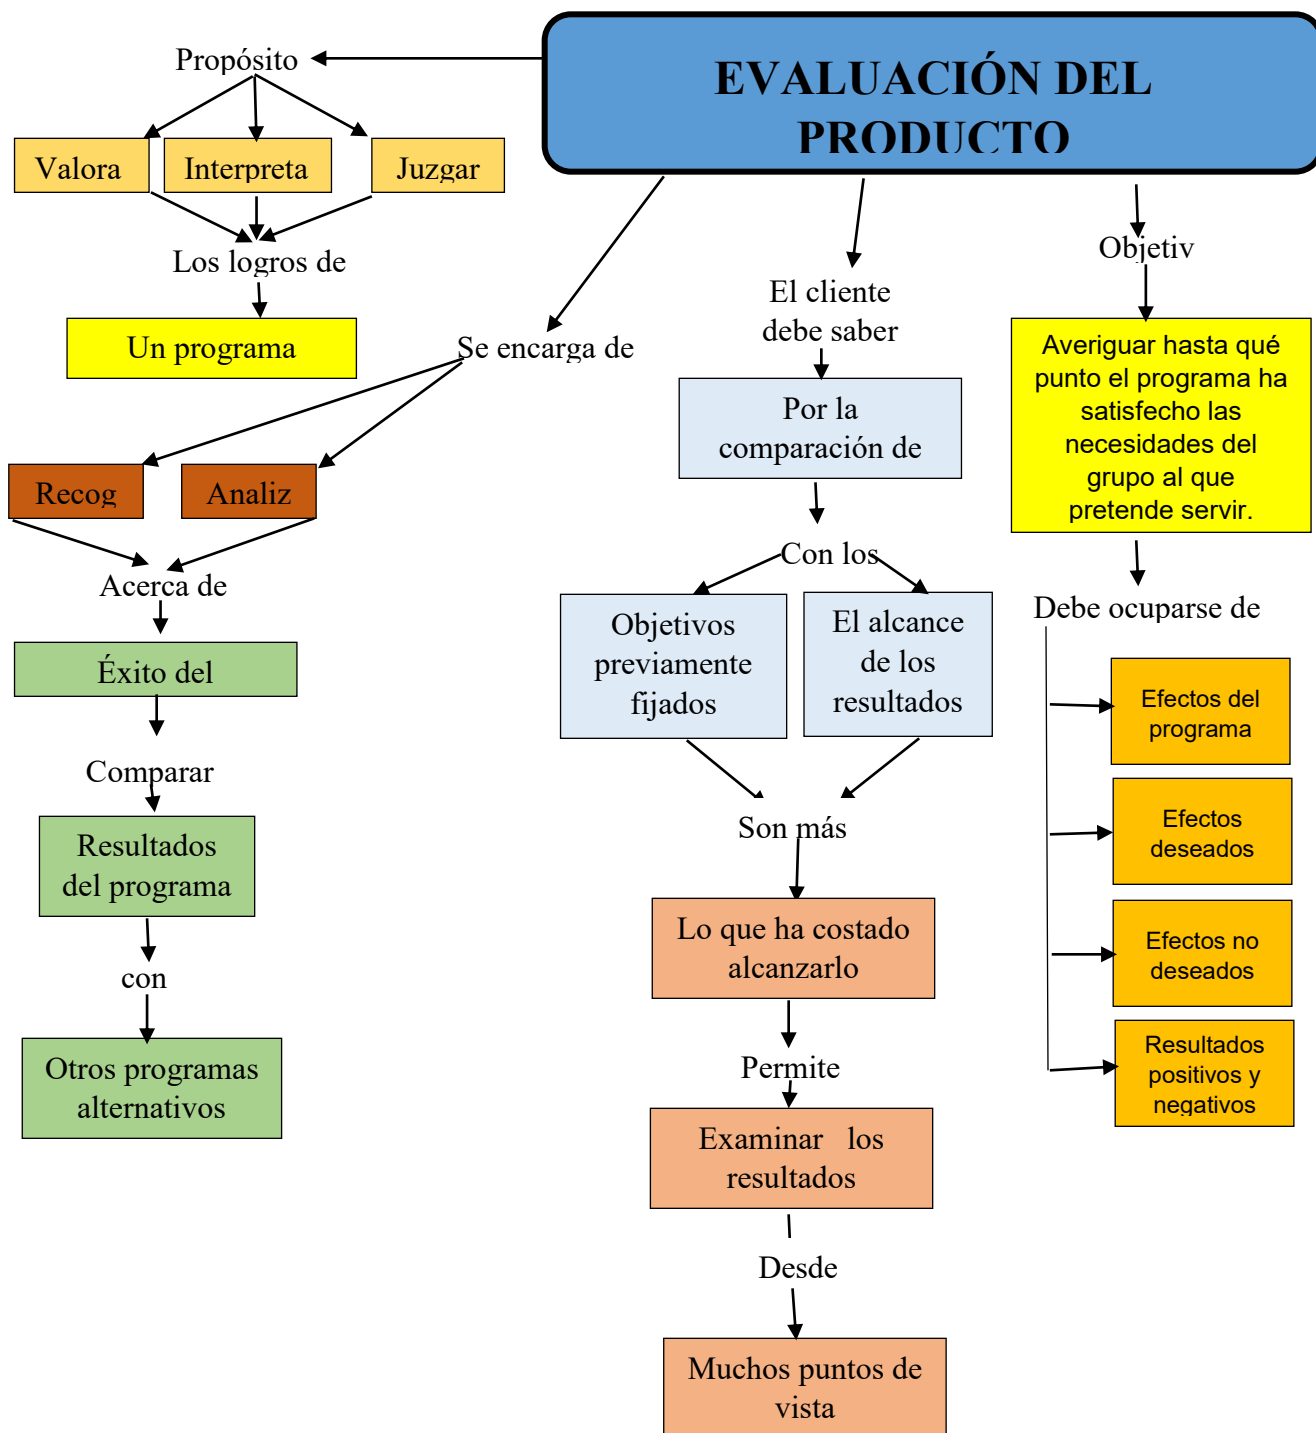 EVALUACIÓN DEL
PRODUCTO
Propósito
Valora
Interpreta
Juzgar
Los logros de
Un programa
Se encarga de
Recog
Analiz
Acerca de
Éxito del
Comparar
Resultados
del programa
con
Otros programas
alternativos
El cliente
debe saber
Por la
comparación de
Con los
Objetivos
previamente
fijados
El alcance
de los
resultados
Son más
Lo que ha costado
alcanzarlo
Permite
Examinar los
resultados
Desde
Muchos puntos de
vista
Objetiv
Averiguar hasta qué
punto el programa ha
satisfecho las
necesidades del
grupo al que
pretende servir.
Debe ocuparse de
Efectos del
programa
Efectos
deseados
Efectos no
deseados
Resultados
positivos y
negativos